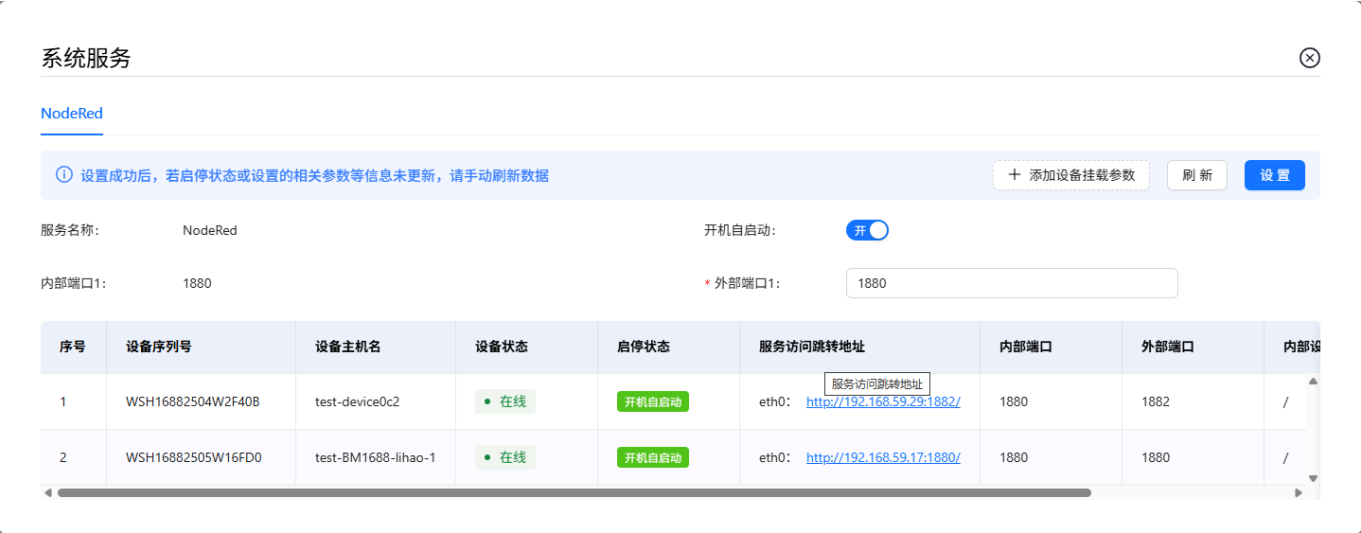 系统服务
NodeRed
设置成功后，若启停状态或设置的相关参数等信息未更新，请手动刷新数据
添加设备挂载参数 刷 新 设 置
服务名称： NodeRed 开机自启动： 开
内部端口1： 1880 * 外部端口1： 1880
序号 设备序列号 设备主机名 设备状态 启停状态 服务访问跳转地址 内部端口 外部端口 内部设
服务访问跳转地址
1 WSH16882504W2F40B test-device0c2 在线 开机自启动 eth0： http://192.168.59.29:1882/ 1880 1882 /
2 WSH16882505W16FD0 test-BM1688-lihao-1 在线 开机自启动 eth0： http://192.168.59.17:1880/ 1880 1880 /